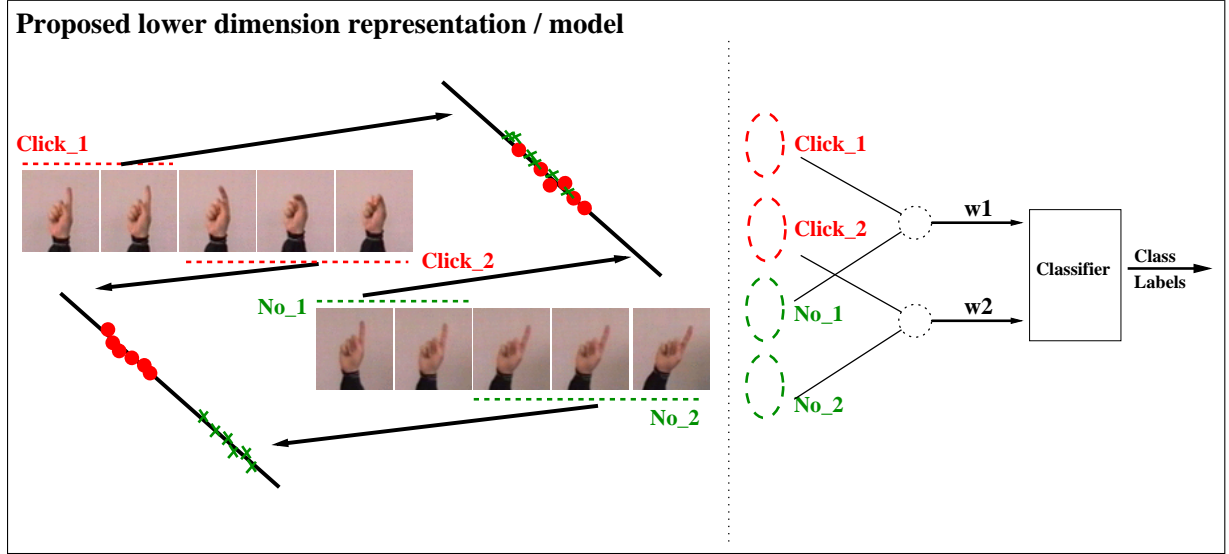 Proposed lower dimension representation / model
Click_1
Click_2
No_1
No_2
Click_1
Click_2
No_1
No_2
w1
w2
Classifier
Class
Labels